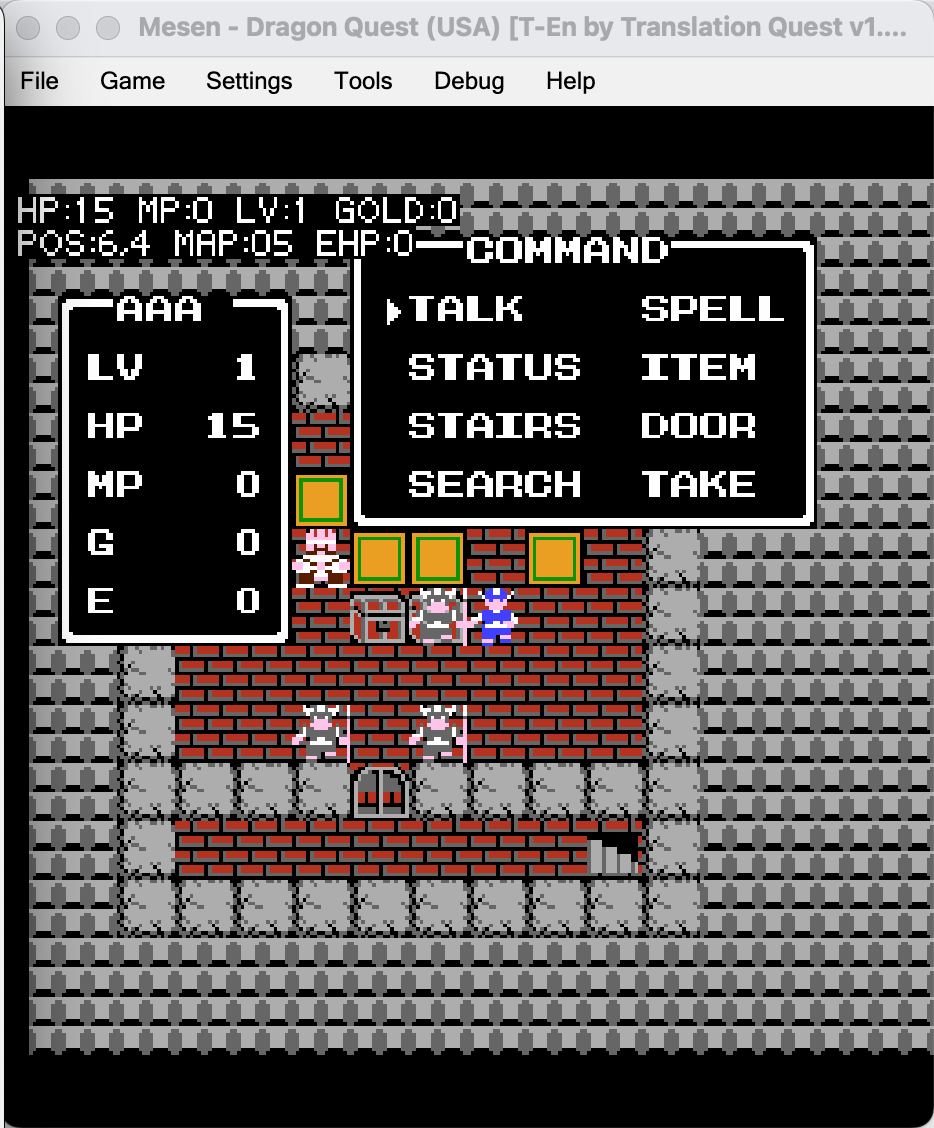 Mesen - Dragon Quest (USA) [T-En by Translation Quest v1....
File Game Settings Tools Debug Help
HP:15 MP:0 LV:1 GOLD:0
POS:6,4 MAP:05 EHP:0
COMMAND
TALK SPELL
STATUS ITEM
STAIRS DOOR
SEARCH TAKE
AAA
LV 1
HP 15
MP 0
G 0
E 0